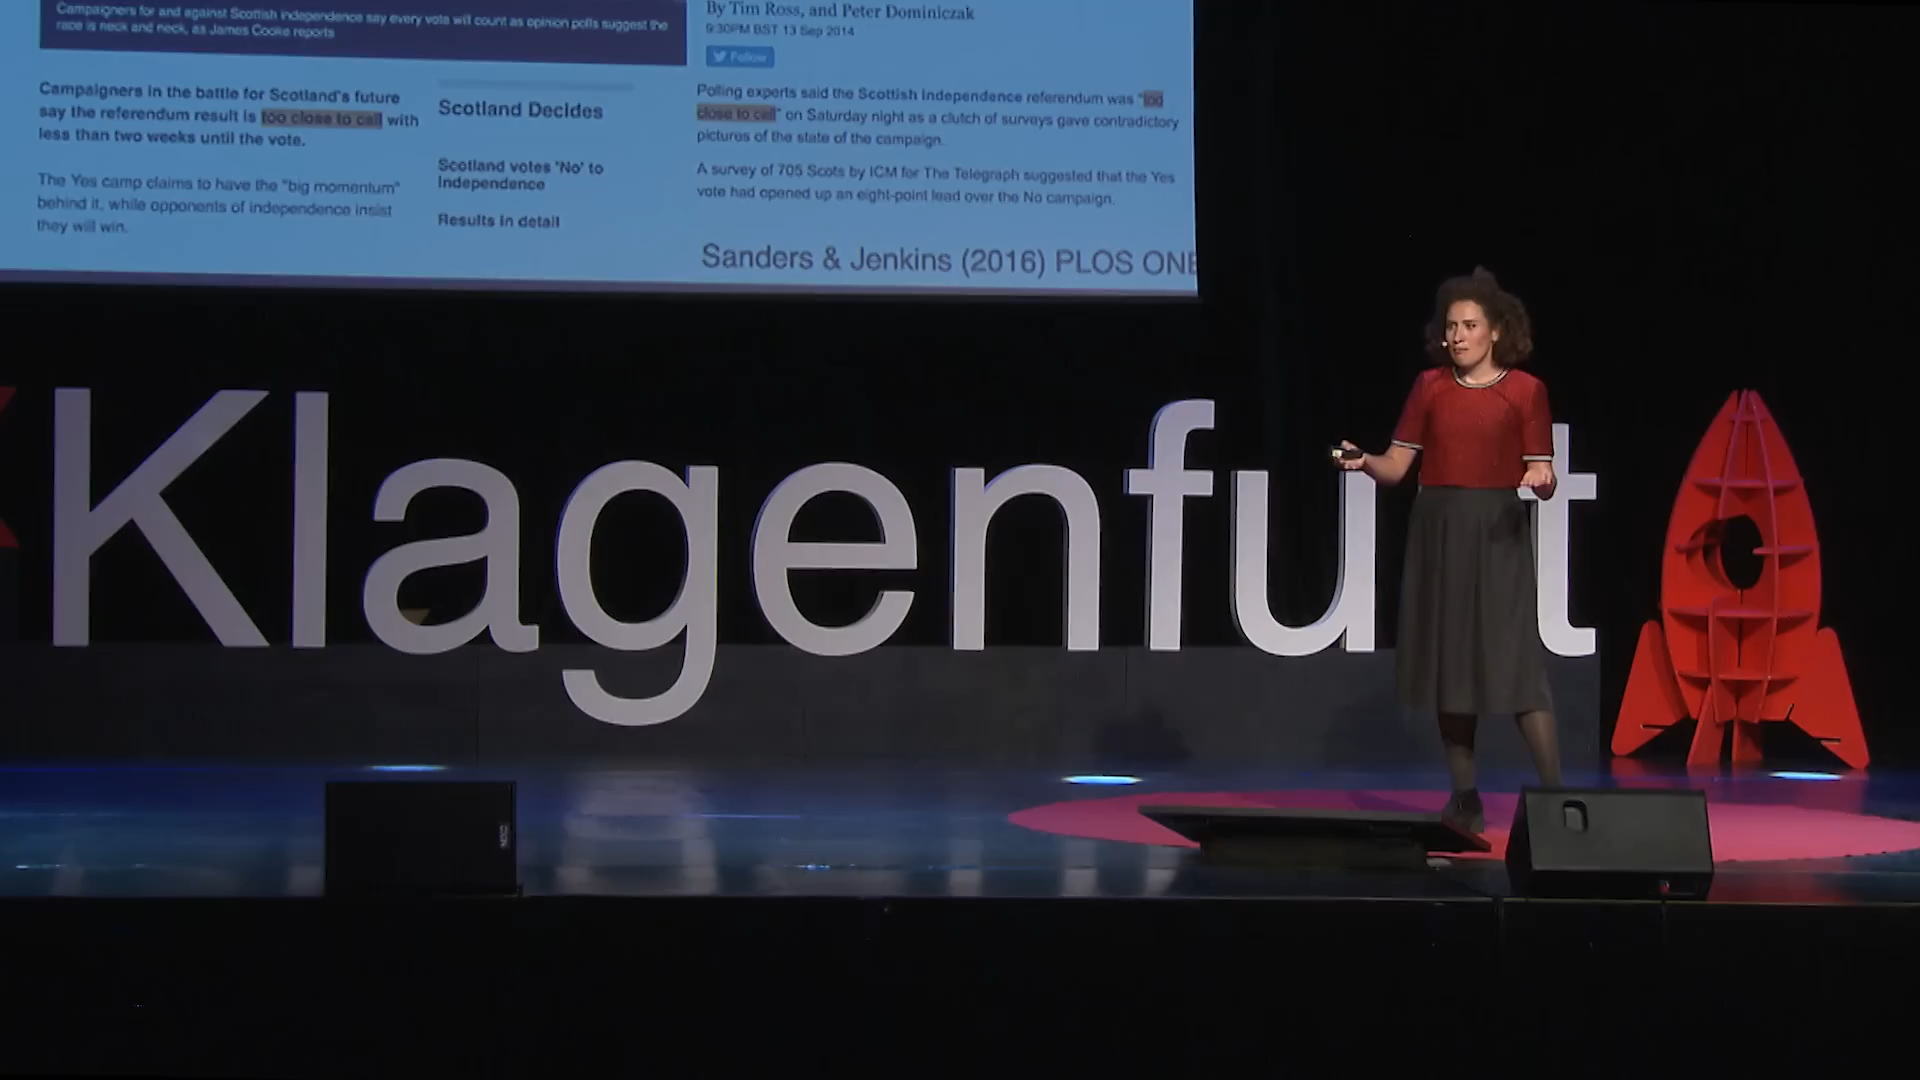 Campaigners for and against Scottish independence say every vote will count as opinion polls suggest the
race is neck and neck, as James Cooke reports
Campaigners in the battle for Scotland's future
say the referendum result is too close to call with
less than two weeks until the vote.
The Yes camp claims to have the "big momentum"
behind it, while opponents of independence insist
they will win.
Scotland Decides
Scotland votes 'No' to
Independence
Results in detail
By Tim Ross, and Peter Dominiczak
9:30PM BST 13 Sep 2014
Follow
Polling experts said the Scottish independence referendum was "too
close to call" on Saturday night as a clutch of surveys gave contradictory
pictures of the state of the campaign.
A survey of 705 Scots by ICM for The Telegraph suggested that the Yes
vote had opened up an eight-point lead over the No campaign.
Sanders & Jenkins (2016) PLOS ONE
Klagenfu t